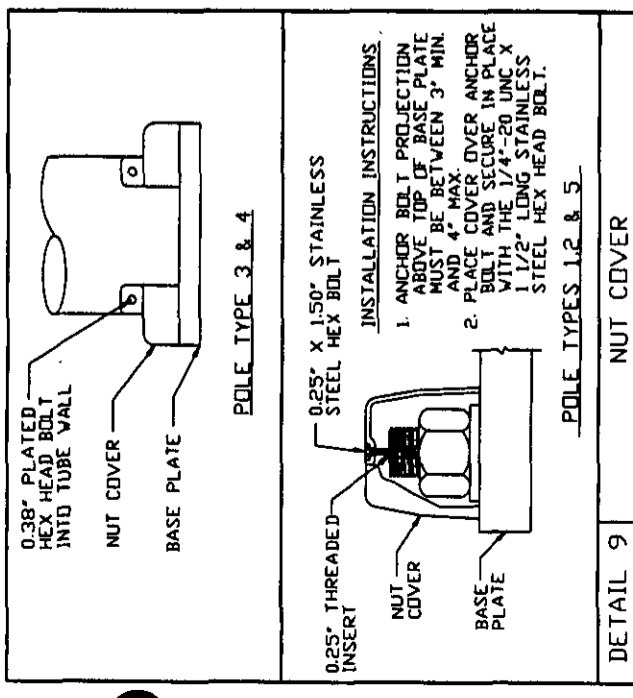 0.38" PLATED
HEX HEAD BOLT
INTO TUBE WALL
NUT COVER
BASE PLATE
POLE TYPE 3 & 4
0.25" THREADED
INSERT
0.25" X 1.50" STAINLESS
STEEL HEX BOLT
NUT
COVER
BASE
PLATE
INSTALLATION INSTRUCTIONS
1. ANCHOR BOLT PROJECTION
ABOVE TOP OF BASE PLATE
MUST BE BETWEEN 3" MIN.
AND 4" MAX.
2. PLACE COVER OVER ANCHOR
BOLT AND SECURE IN PLACE
WITH THE 1/4"-20 UNC X
1 1/2" LONG STAINLESS
STEEL HEX HEAD BOLT.
POLE TYPES 1,2 & 5
DETAIL 9
NUT COVER